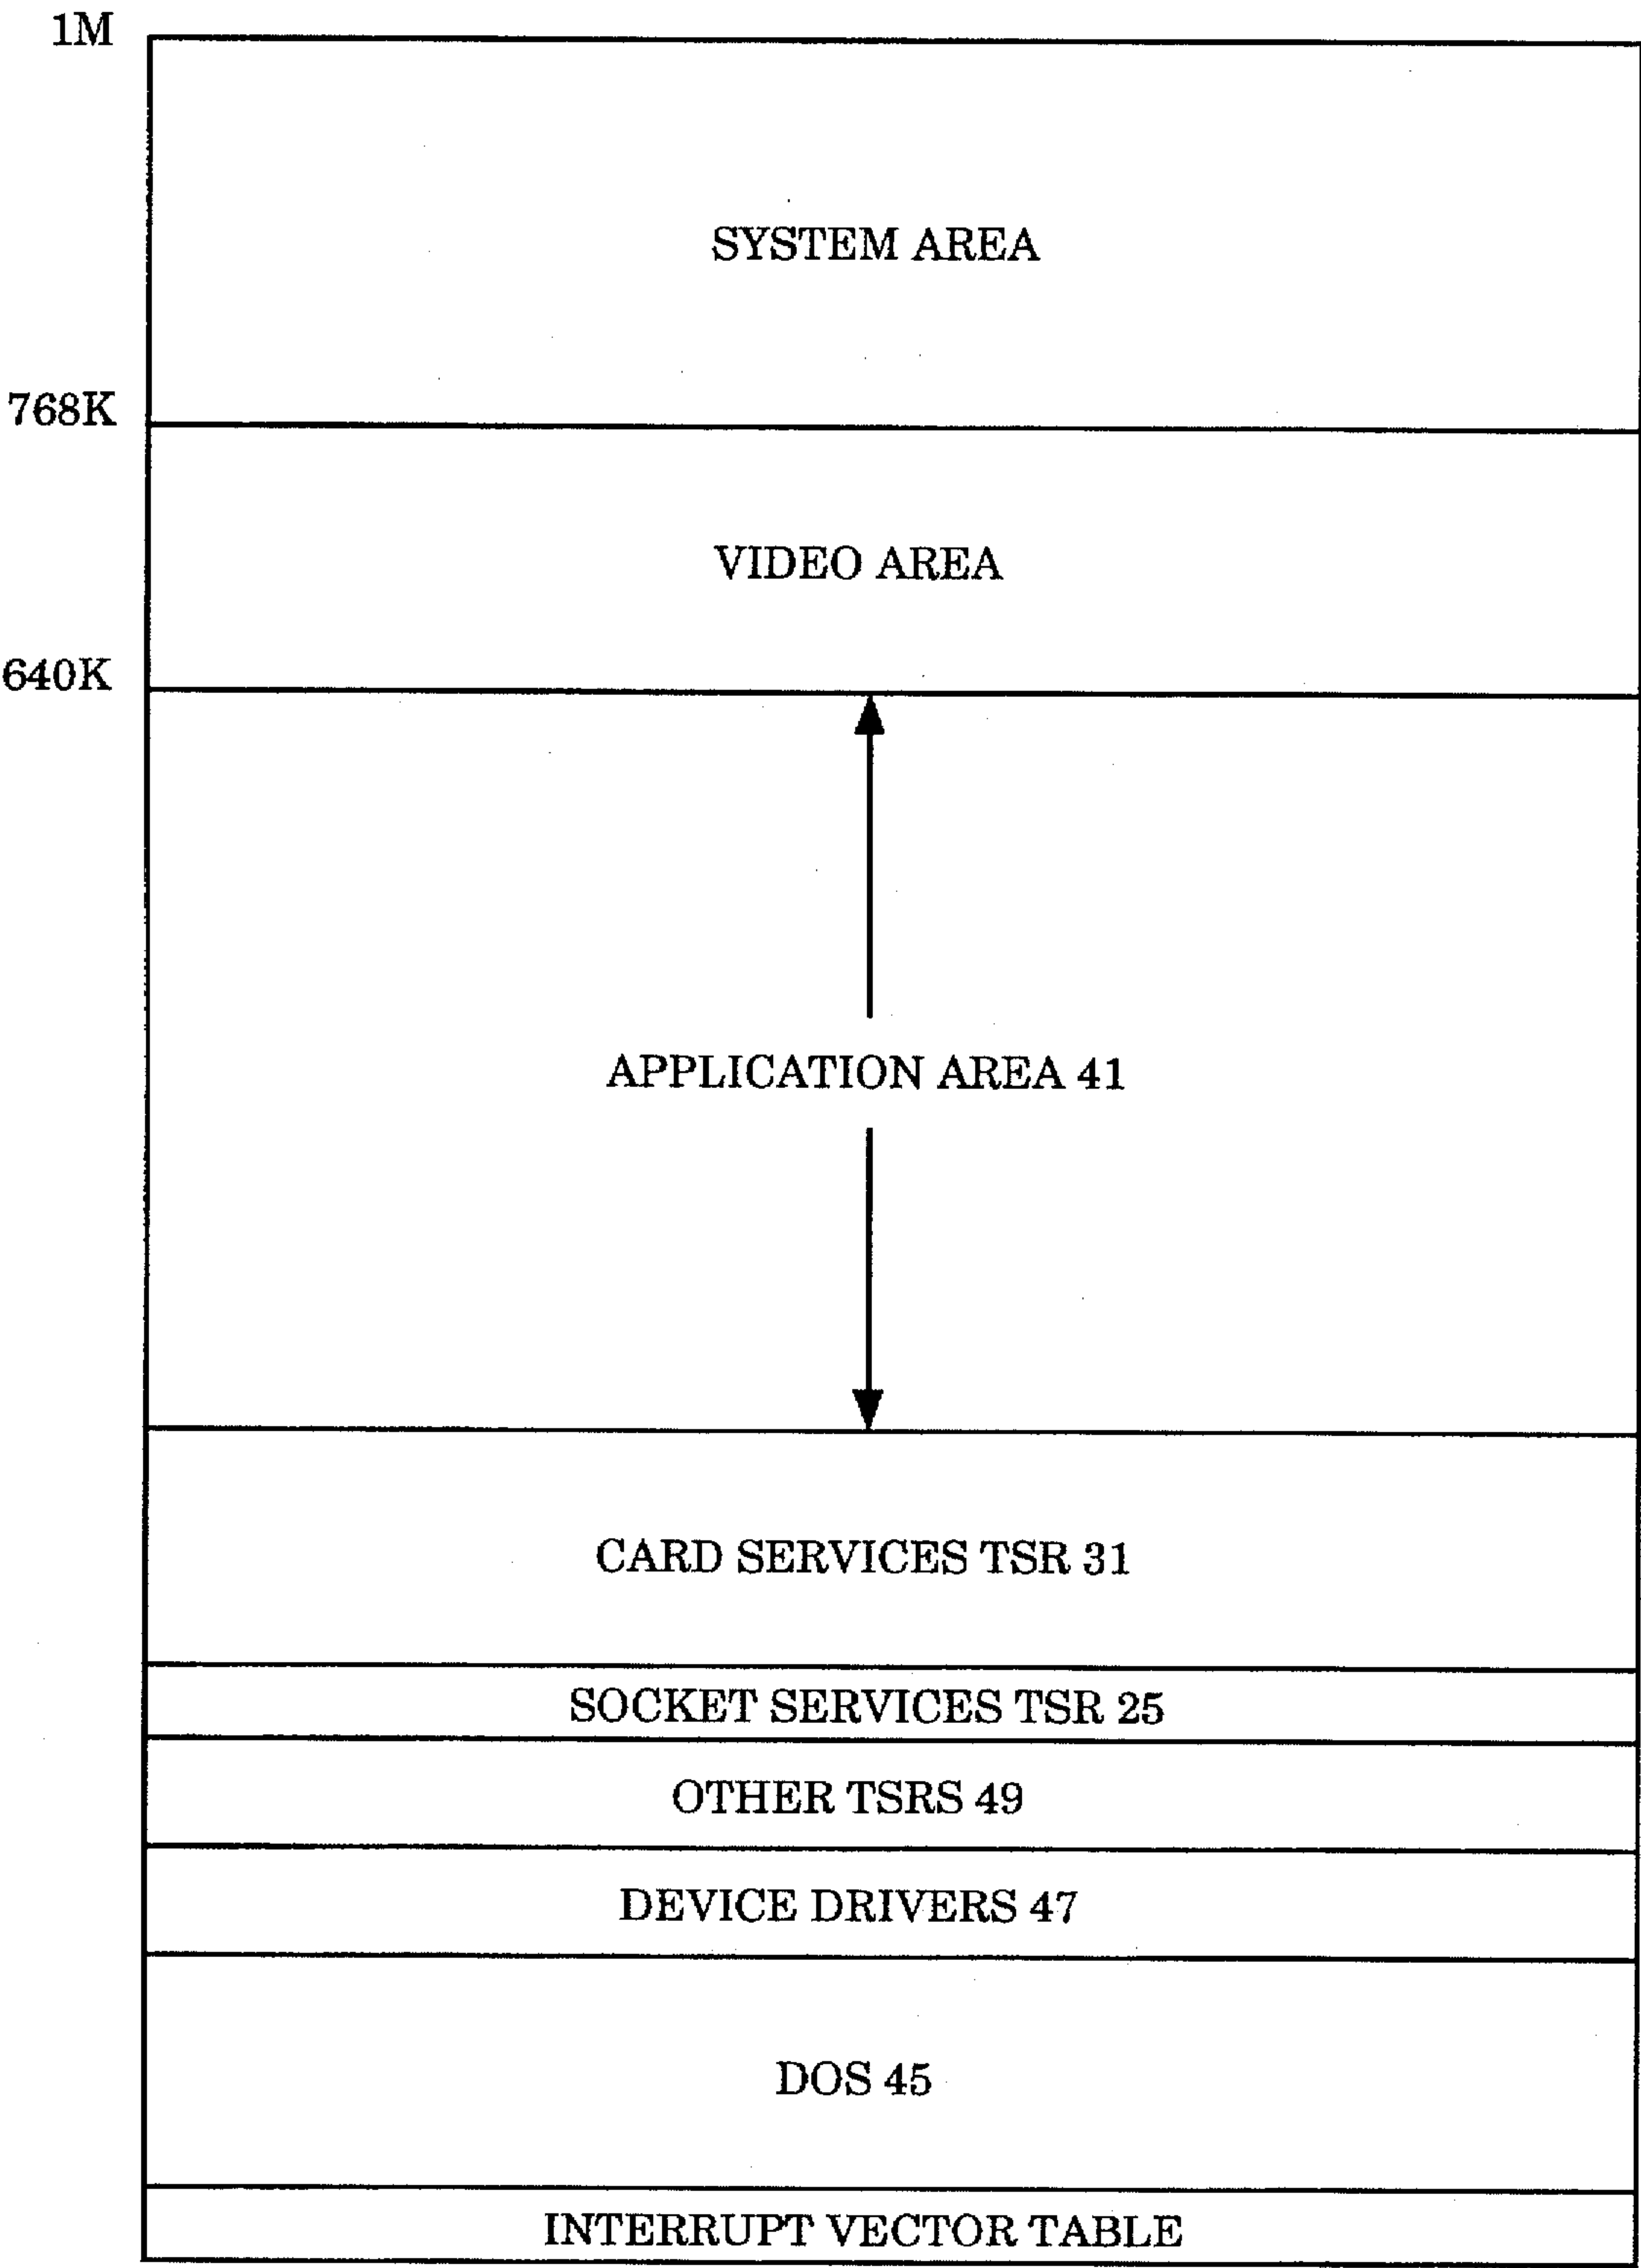 1M
SYSTEM AREA
768K
VIDEO AREA
640K
APPLICATION AREA 41
CARD SERVICES TSR 31
SOCKET SERVICES TSR 25
OTHER TSRS 49
DEVICE DRIVERS 47
DOS 45
INTERRUPT VECTOR TABLE